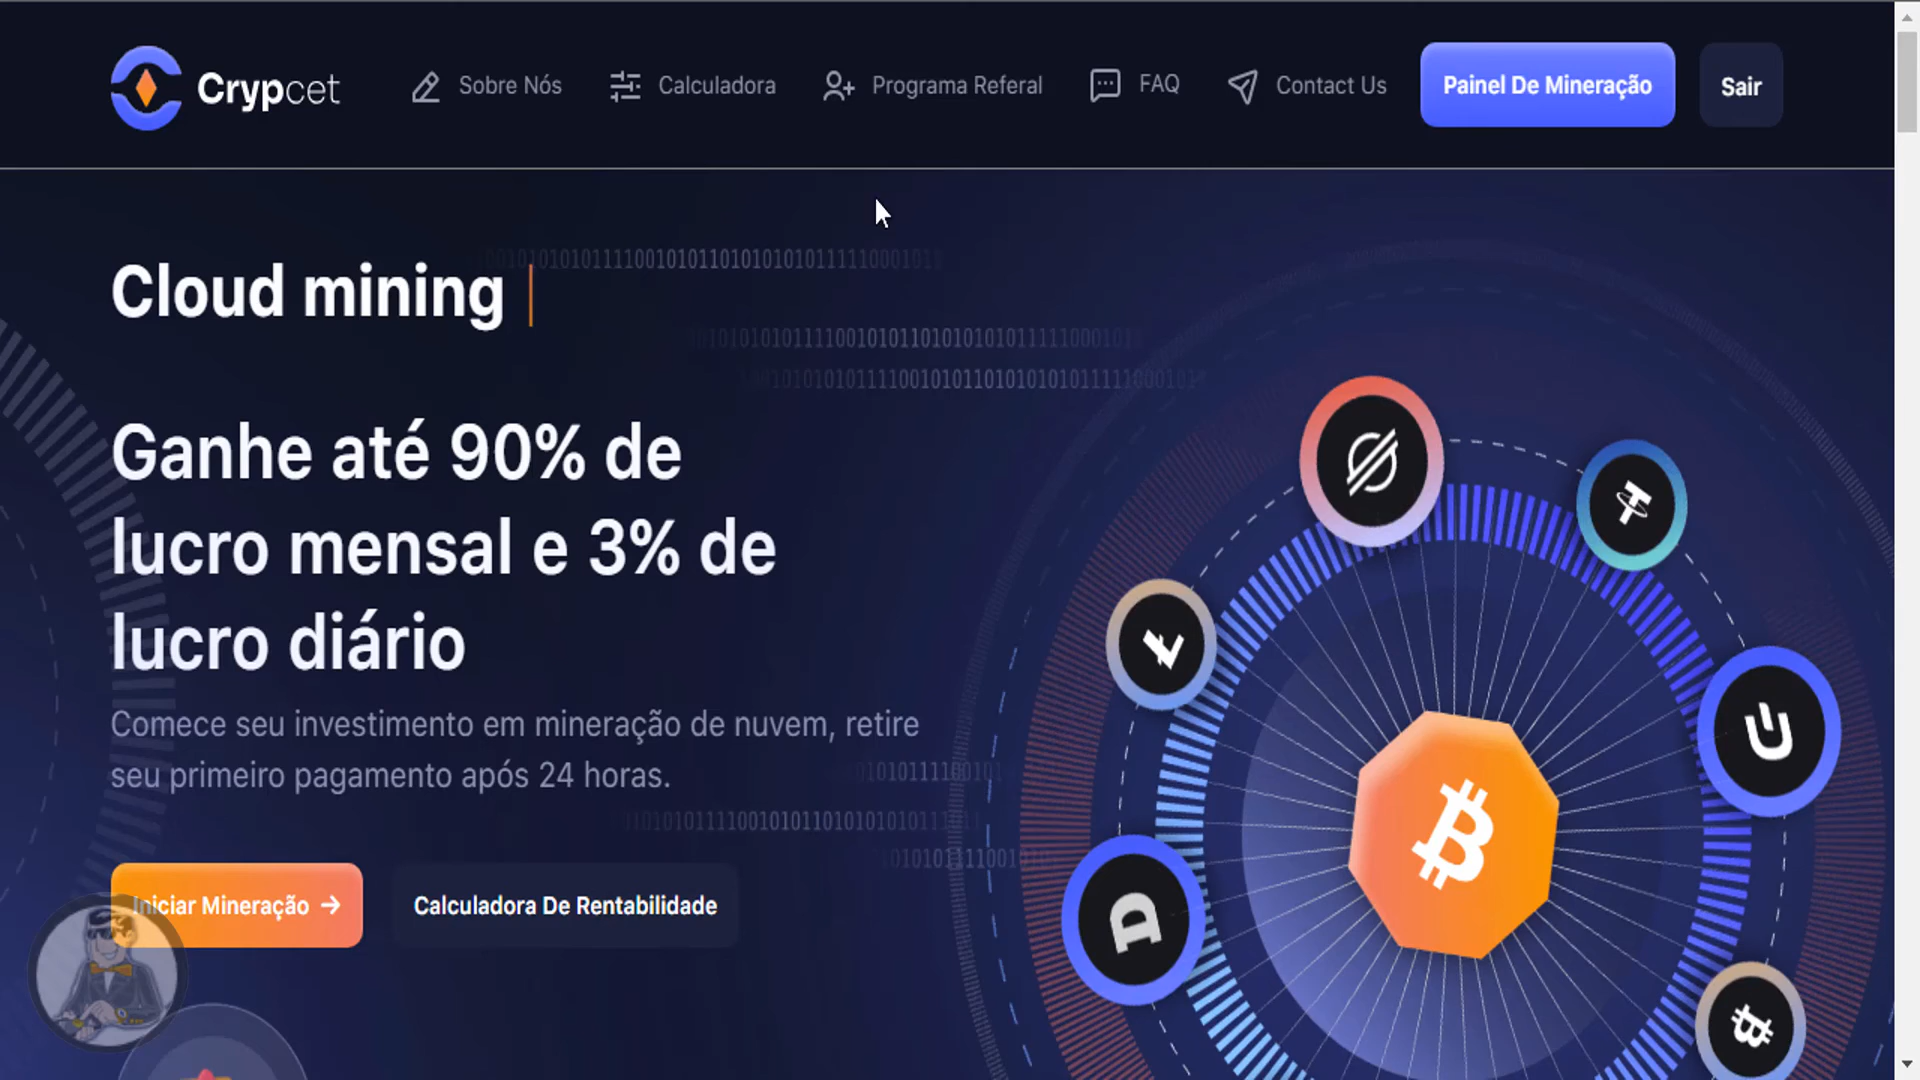 Crypcet
Sobre Nós
Calculadora
Programa Referal
FAQ
Contact Us
Painel De Mineração
Sair
Cloud mining
Ganhe até 90% de
lucro mensal e 3% de
lucro diário
Comece seu investimento em mineração de nuvem, retire
seu primeiro pagamento após 24 horas.
Iniciar Mineração
Calculadora De Rentabilidade